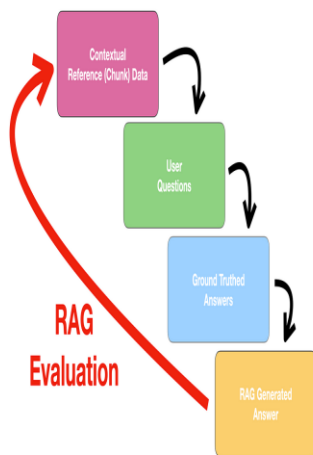 Contextual
Reference (Chunk) Data
User
Questions
Ground Truthed
Answers
RAG
Evaluation
RAG Generated
Answer